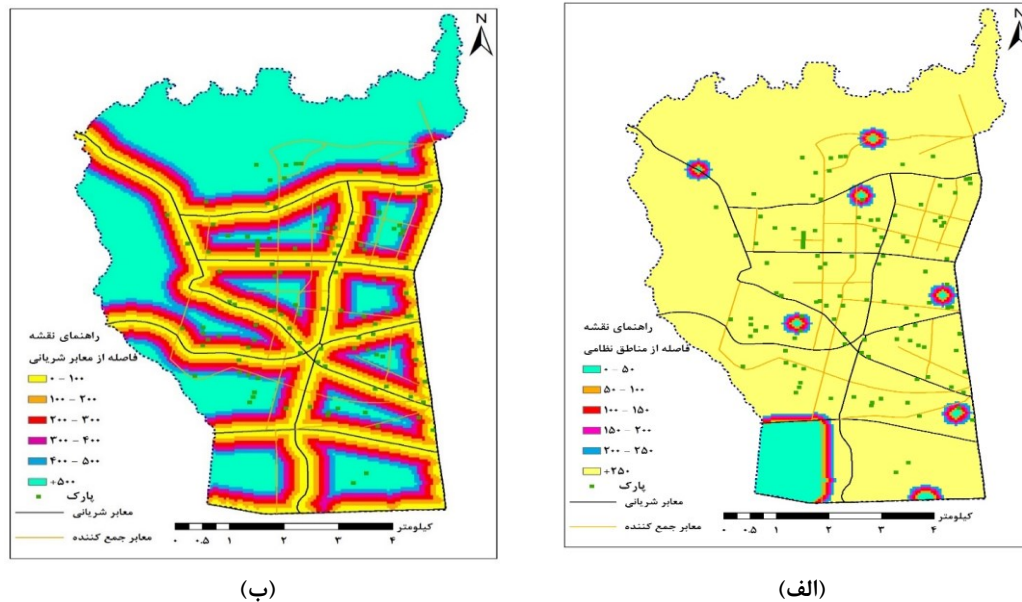 N
راهنمای نقشه
فاصله از مناطق نظامی
۰ - ۵۰
۵۰ - ۱۰۰
۱۰۰ - ۱۵۰
۱۵۰ - ۲۰۰
۲۰۰ - ۲۵۰
+۲۵۰
پارک
معابر شریانی
معابر جمع کننده
کیلومتر
۰ ۰.۵ ۱ ۲ ۳ ۴
(الف)
N
راهنمای نقشه
فاصله از معابر شریانی
۰ - ۱۰۰
۱۰۰ - ۲۰۰
۲۰۰ - ۳۰۰
۳۰۰ - ۴۰۰
۴۰۰ - ۵۰۰
+۵۰۰
پارک
معابر شریانی
معابر جمع کننده
کیلومتر
۰ ۰.۵ ۱ ۲ ۳ ۴
(ب)